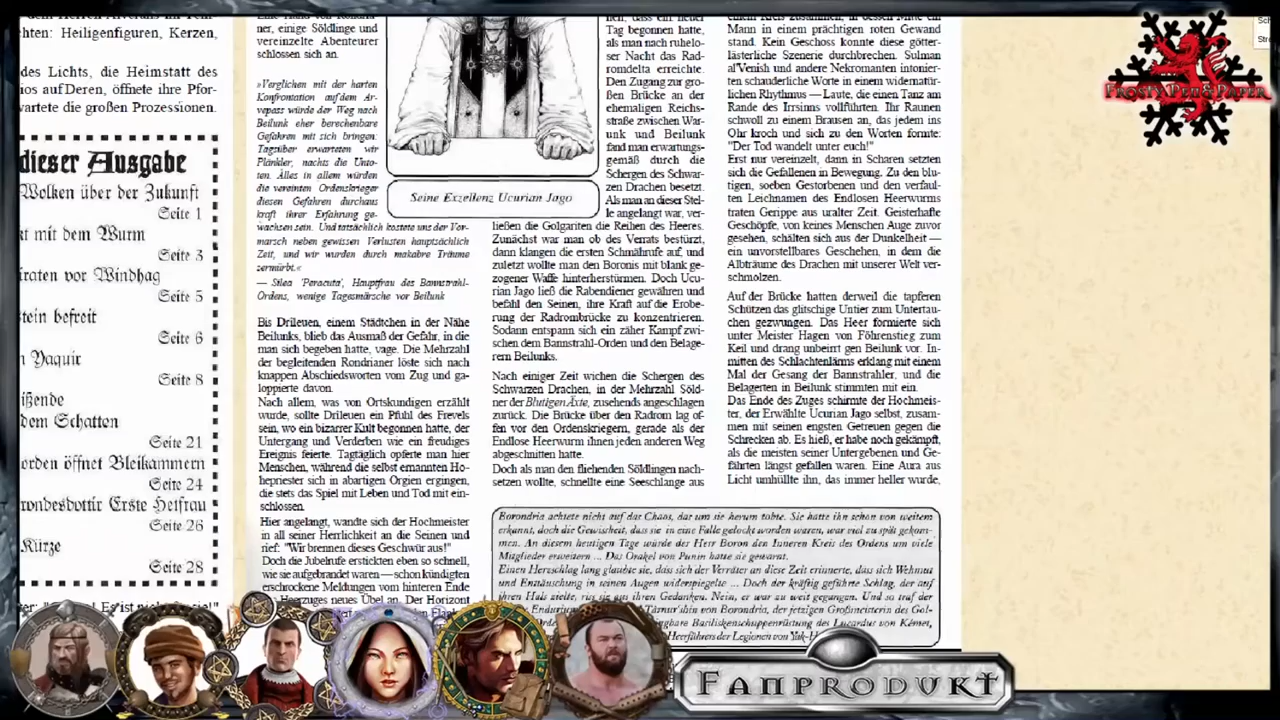 hten: Heiligenfiguren, Kerzen,
des Lichts, die Heimstatt des
ios auf Deren, öffnete ihre Pfor-
wartete die großen Prozessionen.
dieser Ausgabe
Wolken über der Zukunft
Seite 1
kt mit dem Wurm
Seite 3
iraten vor Windhag
Seite 5
stein befreit
Seite 6
n Yaquir
Seite 8
ißende
dem Schatten
Seite 21
orden öffnet Bleikammern
Seite 24
rondesdottir Erste Hetfrau
Seite 26
Kürze
Seite 28
ner, einige Söldlinge und
vereinzelte Abenteurer
schlossen sich an.
»Verglichen mit der harten
Konfrontation auf dem Ar-
vepass würde der Weg nach
Beilunk eher berechenbare
Gefahren mit sich bringen:
Tagsüber erwarteten wir
Plänkler, nachts die Unto-
ten. Alles in allem würden
die vereinten Ordenskrieger
diesen Gefahren durchaus
kraft ihrer Erfahrung ge-
wachsen sein. Und tatsächlich kostete uns der Vor-
marsch neben gewissen Verlusten hauptsächlich
Zeit, und wir wurden durch makabre Träume
zermürbt.«
— Silea 'Peracuta', Hauptfrau des Bannstrahl-
Ordens, wenige Tagesmärsche vor Beilunk
Bis Drileuen, einem Städtchen in der Nähe
Beilunks, blieb das Ausmaß der Gefahr, in die
man sich begeben hatte, vage. Die Mehrzahl
der begleitenden Rondrianer löste sich nach
knappen Abschiedsworten vom Zug und ga-
loppierte davon.
Nach allem, was von Ortskundigen erzählt
wurde, sollte Drileuen ein Pfuhl des Frevels
sein, wo ein bizarrer Kult begonnen hatte, der
Untergang und Verderben wie ein freudiges
Ereignis feierte. Tagtäglich opferte man hier
Menschen, während die selbst ernannten Ho-
hepriester sich in abartigen Orgien ergingen,
die stets das Spiel mit Leben und Tod mit ein-
schlossen.
Hier angelangt, wandte sich der Hochmeister
in all seiner Herrlichkeit an die Seinen und
rief: "Wir brennen dieses Geschwür aus!"
Doch die Jubelrufe erstickten eben so schnell,
wie sie aufgebrandet waren — schon kündigten
erschrockene Meldungen vom hinteren Ende
Heerzuges neues Übel an. Der Horizont
Seine Exzellenz Ucurian Jago
nen, dass ein neuer
Tag begonnen hatte,
als man nach ruhelo-
ser Nacht das Rad-
romdelta erreichte.
Den Zugang zur gro-
ßen Brücke an der
ehemaligen Reichs-
straße zwischen War-
unk und Beilunk
fand man erwartungs-
gemäß durch die
Schergen des Schwar-
zen Drachen besetzt.
Als man an dieser Stel-
le angelangt war, ver-
ließen die Golgariten die Reihen des Heeres.
Zunächst war man ob des Verrats bestürzt,
dann klangen die ersten Schmährufe auf, und
zuletzt wollte man den Boronis mit blank ge-
zogener Waffe hinterherstürmen. Doch Ucu-
rian Jago ließ die Rabendiener gewähren und
befahl den Seinen, ihre Kraft auf die Erobe-
rung der Radrombrücke zu konzentrieren.
Sodann entspann sich ein zäher Kampf zwi-
schen dem Bannstrahl-Orden und den Belage-
rern Beilunks.
Nach einiger Zeit wichen die Schergen des
Schwarzen Drachen, in der Mehrzahl Söld-
ner der Blutigen Äxte, zusehends angeschlagen
zurück. Die Brücke über den Radrom lag of-
fen vor den Ordenskriegern, gerade als der
Endlose Heerwurm ihnen jeden anderen Weg
abgeschnitten hatte.
Doch als man den fliehenden Söldlingen nach-
setzen wollte, schnellte eine Seeschlange aus
einem Kreis zusammen, in dessen Mitte ein
Mann in einem prächtigen roten Gewand
stand. Kein Geschoss konnte diese götter-
lästerliche Szenerie durchbrechen. Sulman
al'Venish und andere Nekromanten intonier-
ten schauderliche Worte in einem widernatür-
lichen Rhythmus — Laute, die einen Tanz am
Rande des Irrsinns vollführten. Ihr Raunen
schwoll zu einem Brausen an, das jedem ins
Ohr kroch und sich zu den Worten formte:
"Der Tod wandelt unter euch!"
Erst nur vereinzelt, dann in Scharen setzten
sich die Gefallenen in Bewegung. Zu den blu-
tigen, soeben Gestorbenen und den verfaul-
ten Leichnamen des Endlosen Heerwurms
traten Gerippe aus uralter Zeit. Geisterhafte
Geschöpfe, von keines Menschen Auge zuvor
gesehen, schälten sich aus der Dunkelheit —
ein unvorstellbares Geschehen, in dem die
Albträume des Drachen mit unserer Welt ver-
schmolzen.
Auf der Brücke hatten derweil die tapferen
Schützen das glitschige Untier zum Untertau-
chen gezwungen. Das Heer formierte sich
unter Meister Hagen von Föhrenstieg zum
Keil und drang unbeirrt gen Beilunk vor. In-
mitten des Schlachtenlärms erklang mit einem
Mal der Gesang der Bannstrahler, und die
Belagerten in Beilunk stimmten mit ein.
Das Ende des Zuges schirmte der Hochmeis-
ter, der Erwählte Ucurian Jago selbst, zusam-
men mit seinen engsten Getreuen gegen die
Schrecken ab. Es hieß, er habe noch gekämpft,
als die meisten seiner Untergebenen und Ge-
fährten längst gefallen waren. Eine Aura aus
Licht umhüllte ihn, das immer heller wurde,
Borondria achtete nicht auf das Chaos, dar um sie herum tobte. Sie hatte ihn schon von weitem
erkannt, doch die Gewissheit, dass sie in eine Falle gelockt worden waren, war viel zu spät gekom-
men. An diesem heutigen Tage würde der Herr Boron den Inneren Kreis des Ordens um viele
Mitglieder erweitern ... Das Orakel von Punin hatte sie gewarnt.
Einen Herzschlag lang glaubte sie, dass sich der Verräter an diese Zeit erinnerte, dass sich Wehmut
und Enttäuschung in seinen Augen widerspiegelte ... Doch der kräftig geführte Schlag, der auf
ihren Hals zielte, riss sie aus ihren Gedanken. Nein, er war zu weit gegangen. Und so traf der
von Borondria, der jetzigen Großmeisterin des Gol-
Basiliskenschuppenrüstung des Lucardus von Kémet,
Heerführers der Legionen von
FROSTY PEN & PAPER
FANPRODUKT